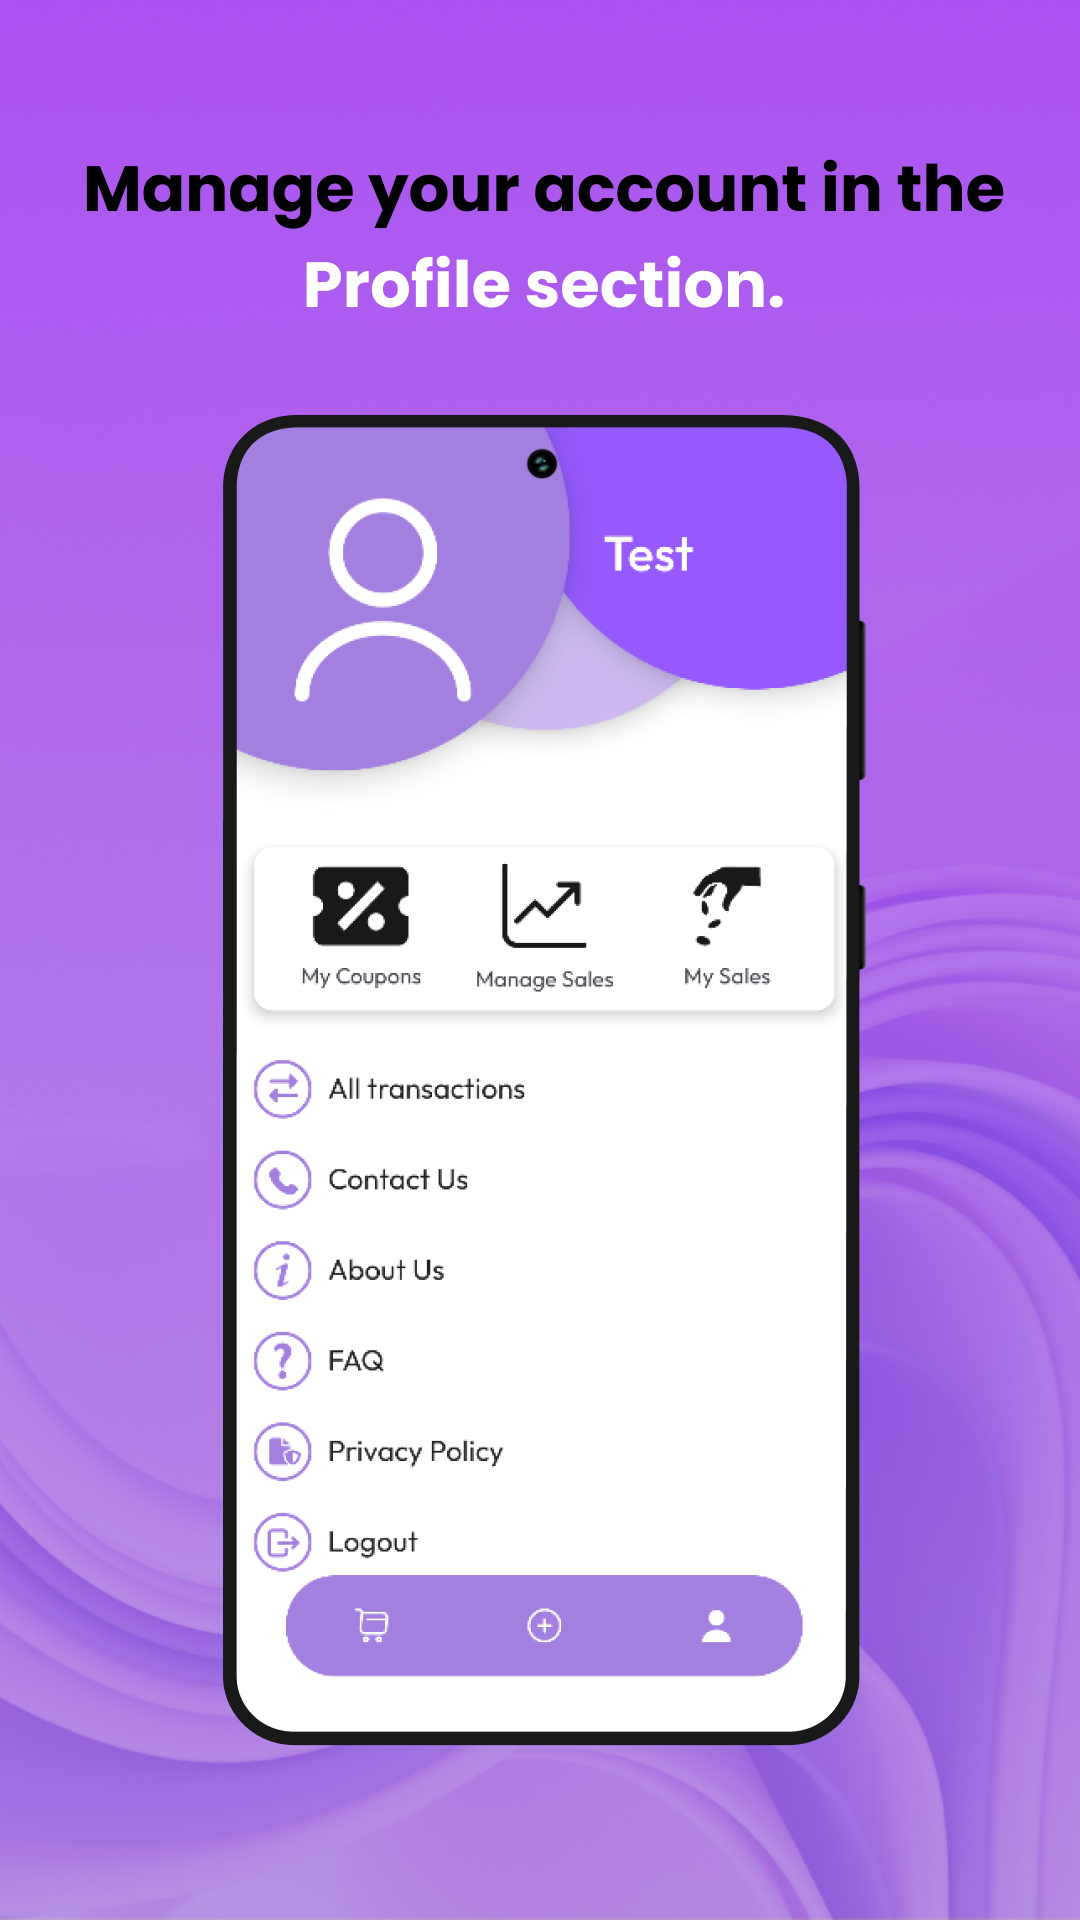 Manage your account in the
Profile section.
Test
My Coupons
Manage Sales
My Sales
All transactions
Contact Us
About Us
FAQ
Privacy Policy
Logout